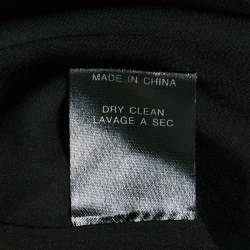 MADE IN CHINA
DRY CLEAN
LAVAGE A SEC